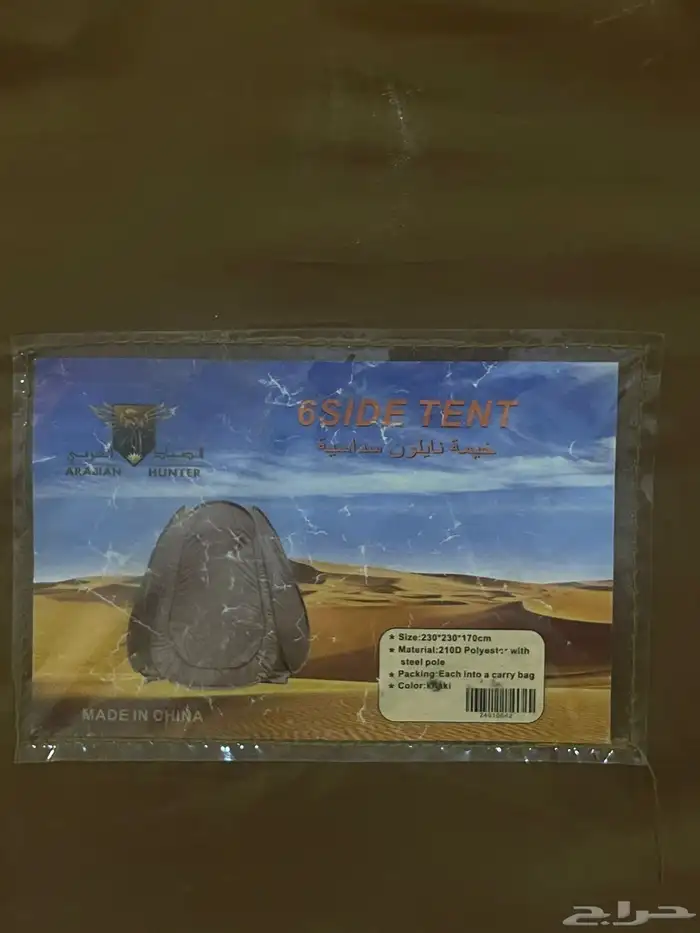 6SIDE TENT
خيمة نايلون سداسية
الصياد العربي
ARABIAN HUNTER
* Size:230*230*170cm
* Material:210D Polyester with
steel pole
* Packing:Each into a carry bag
* Color:khaki
24010042
MADE IN CHINA
حراج